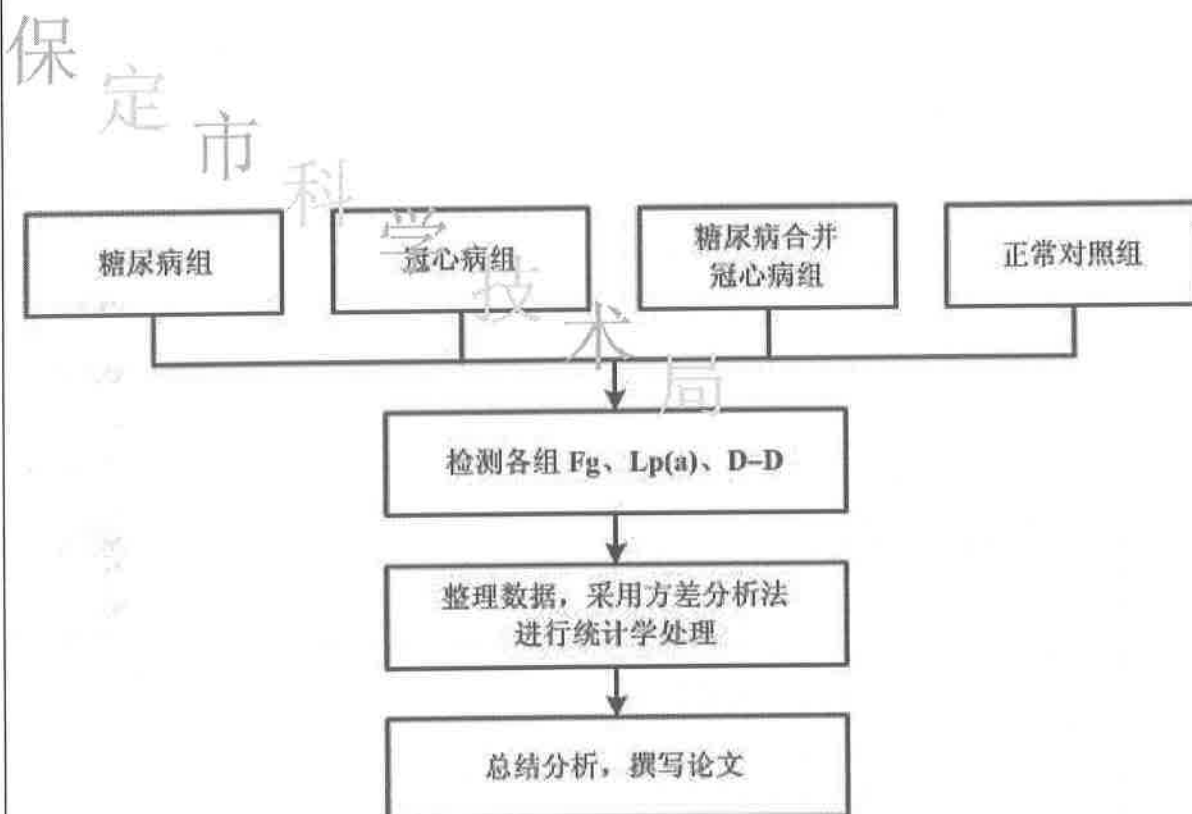 保定市科学技术局
糖尿病组
冠心病组
糖尿病合并
冠心病组
正常对照组
检测各组 Fg、Lp(a)、D–D
整理数据，采用方差分析法
进行统计学处理
总结分析，撰写论文